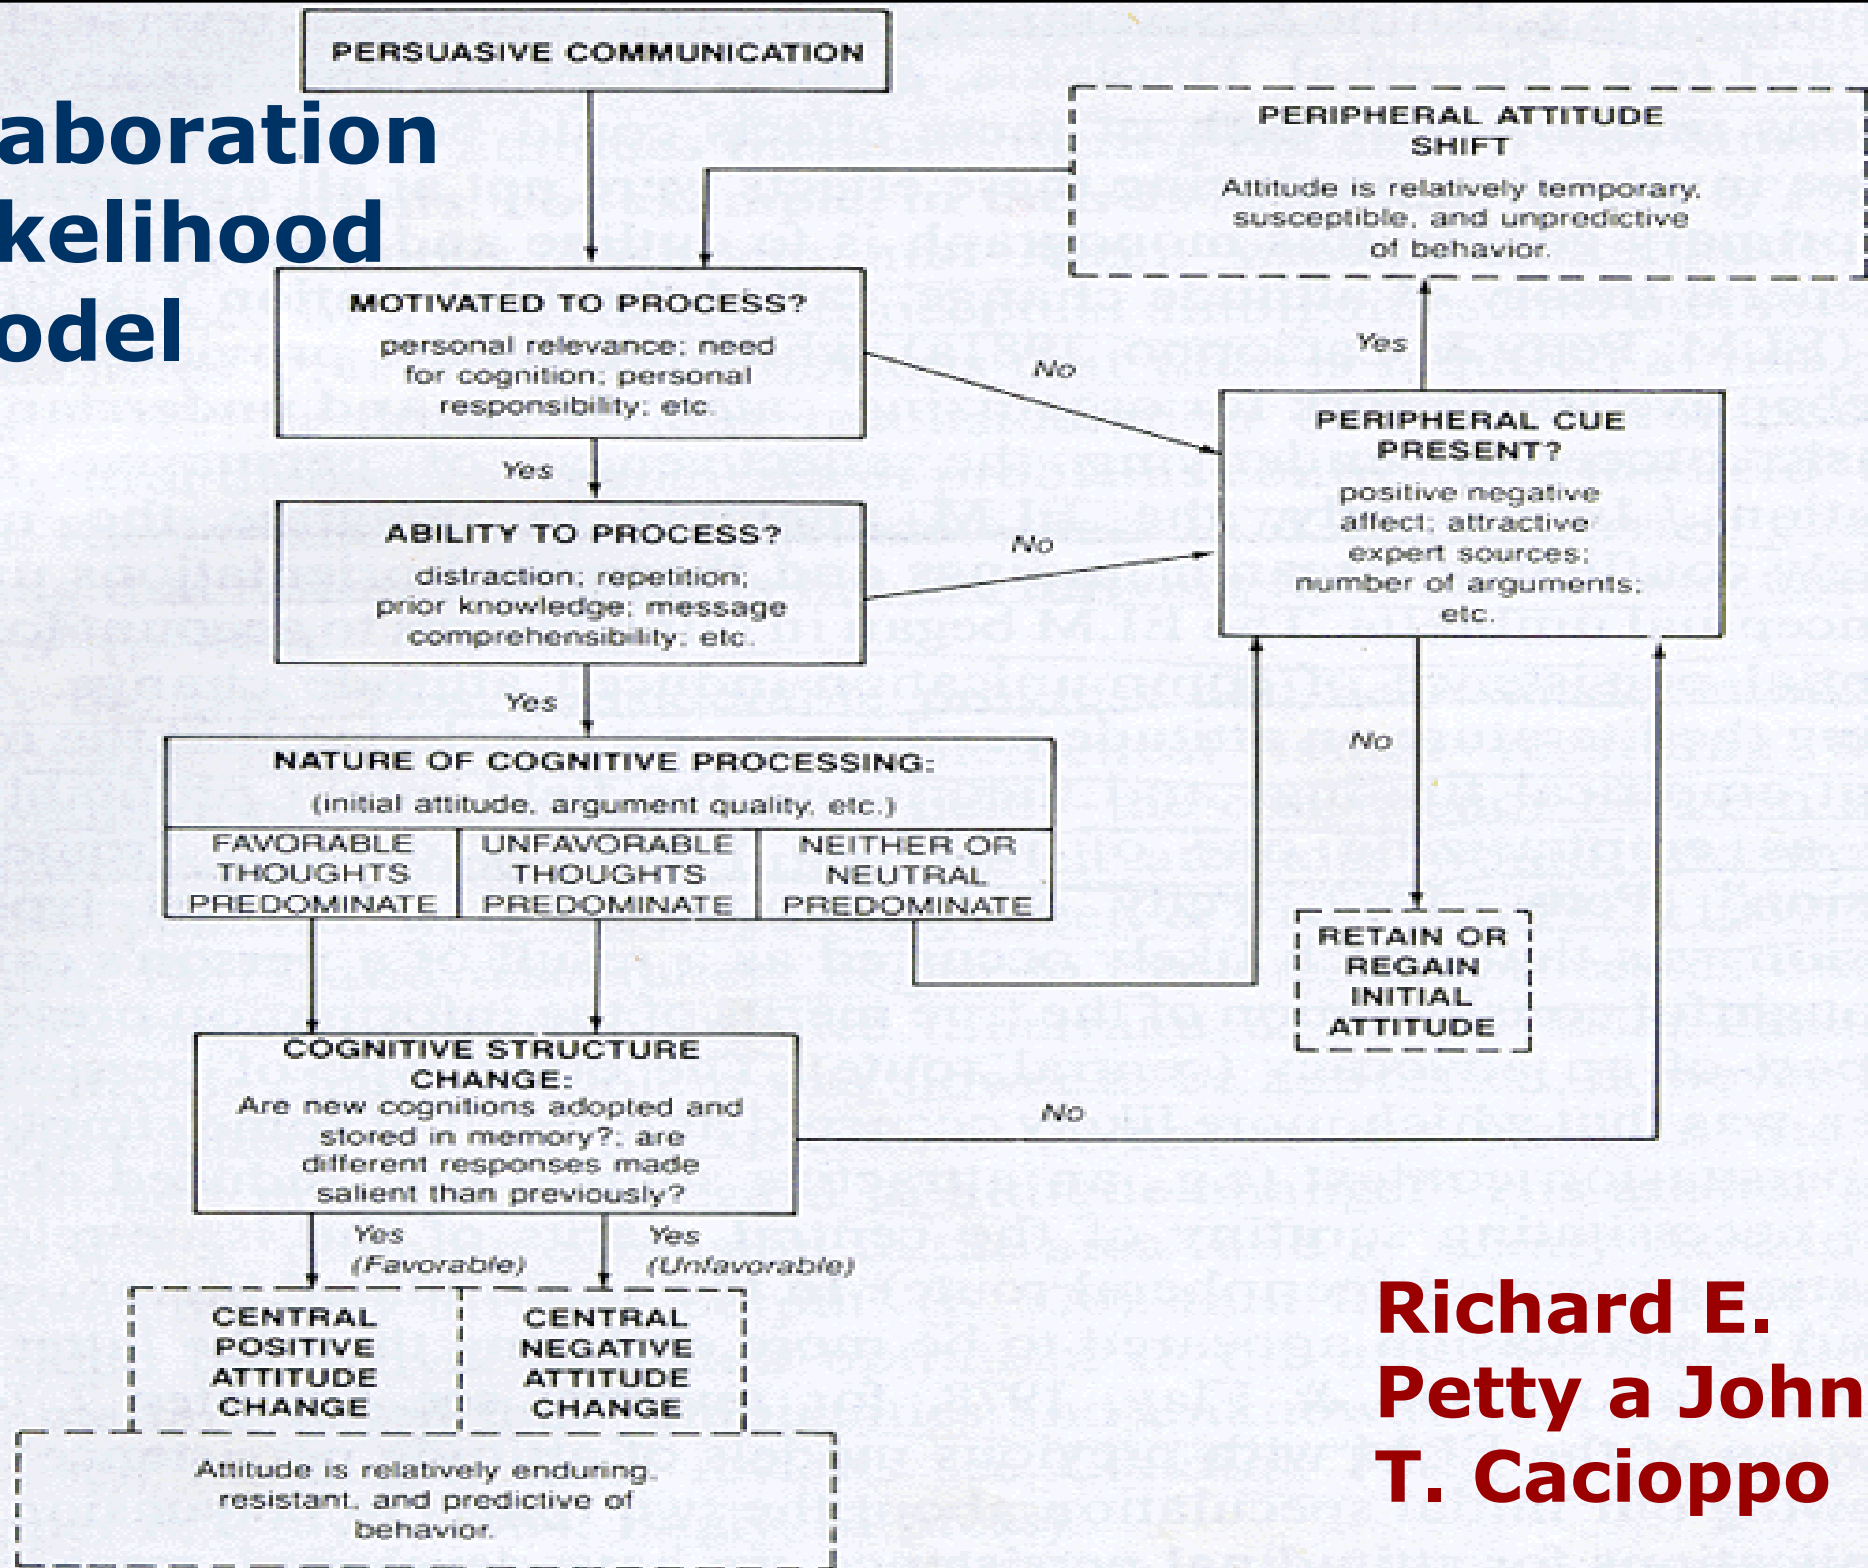 PERSUASIVE COMMUNICATION
aboration
kelihood
odel
PERIPHERAL ATTITUDE
SHIFT
Attitude is relatively temporary,
susceptible, and unpredictive
of behavior.
MOTIVATED TO PROCESS?
personal relevance; need
for cognition; personal
responsibility; etc.
No
Yes
Yes
PERIPHERAL CUE
PRESENT?
positive negative
affect; attractive
expert sources;
number of arguments;
etc.
ABILITY TO PROCESS?
distraction; repetition;
prior knowledge; message
comprehensibility; etc.
No
Yes
No
NATURE OF COGNITIVE PROCESSING:
(initial attitude, argument quality, etc.)
FAVORABLE
THOUGHTS
PREDOMINATE
UNFAVORABLE
THOUGHTS
PREDOMINATE
NEITHER OR
NEUTRAL
PREDOMINATE
RETAIN OR
REGAIN
INITIAL
ATTITUDE
COGNITIVE STRUCTURE
CHANGE:
Are new cognitions adopted and
stored in memory?; are
different responses made
salient than previously?
No
Yes
(Favorable)
Yes
(Unfavorable)
CENTRAL
POSITIVE
ATTITUDE
CHANGE
CENTRAL
NEGATIVE
ATTITUDE
CHANGE
Attitude is relatively enduring,
resistant, and predictive of
behavior.
Richard E.
Petty a John
T. Cacioppo